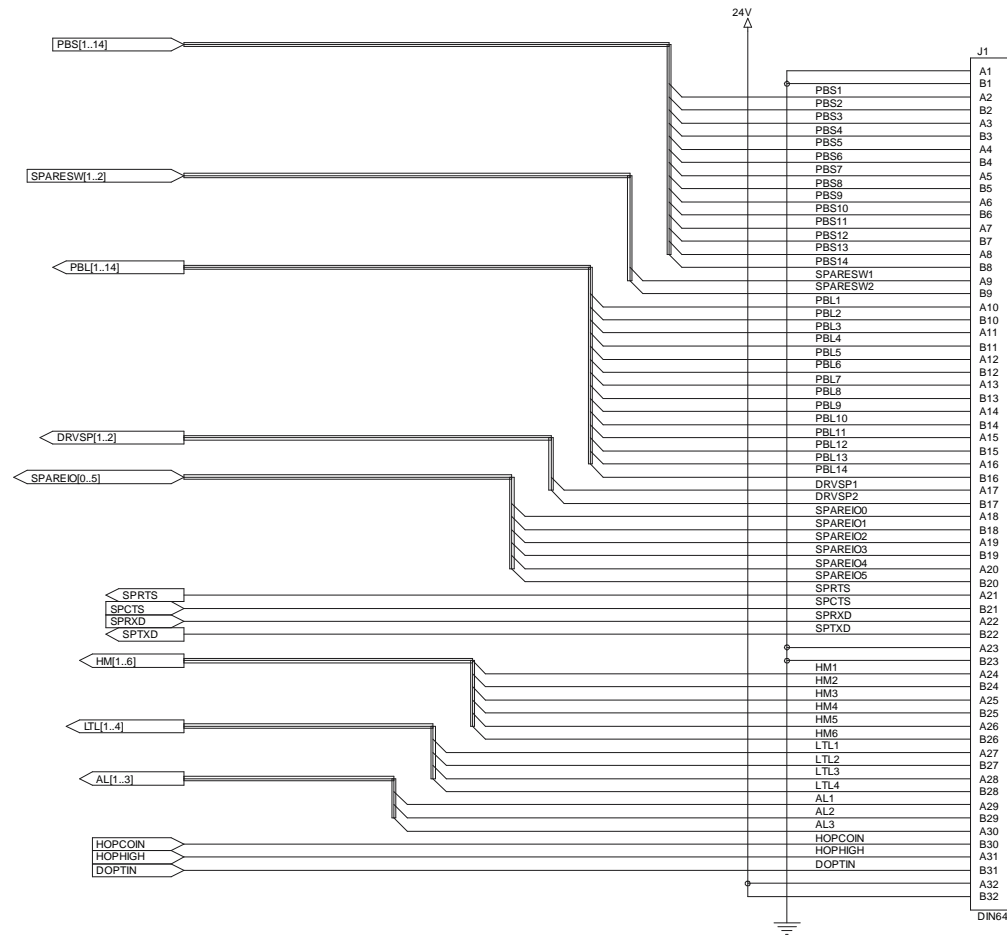 24V
J1
PBS[1..14]
A1
B1
PBS1 A2
PBS2 B2
PBS3 A3
PBS4 B3
PBS5 A4
PBS6 B4
PBS7 A5
PBS8 B5
PBS9 A6
PBS10 B6
PBS11 A7
PBS12 B7
PBS13 A8
PBS14 B8
SPARESW[1..2]
SPARESW1 A9
SPARESW2 B9
PBL[1..14]
PBL1 A10
PBL2 B10
PBL3 A11
PBL4 B11
PBL5 A12
PBL6 B12
PBL7 A13
PBL8 B13
PBL9 A14
PBL10 B14
PBL11 A15
PBL12 B15
PBL13 A16
PBL14 B16
DRVSP[1..2]
DRVSP1 A17
DRVSP2 B17
SPAREIO[0..5]
SPAREIO0 A18
SPAREIO1 B18
SPAREIO2 A19
SPAREIO3 B19
SPAREIO4 A20
SPAREIO5 B20
SPRTS SPRTS A21
SPCTS SPCTS B21
SPRXD SPRXD A22
SPTXD SPTXD B22
A23
B23
HM[1..6]
HM1 A24
HM2 B24
HM3 A25
HM4 B25
HM5 A26
HM6 B26
LTL[1..4]
LTL1 A27
LTL2 B27
LTL3 A28
LTL4 B28
AL[1..3]
AL1 A29
AL2 B29
AL3 A30
HOPCOIN HOPCOIN B30
HOPHIGH HOPHIGH A31
DOPTIN DOPTIN B31
A32
B32
DIN64